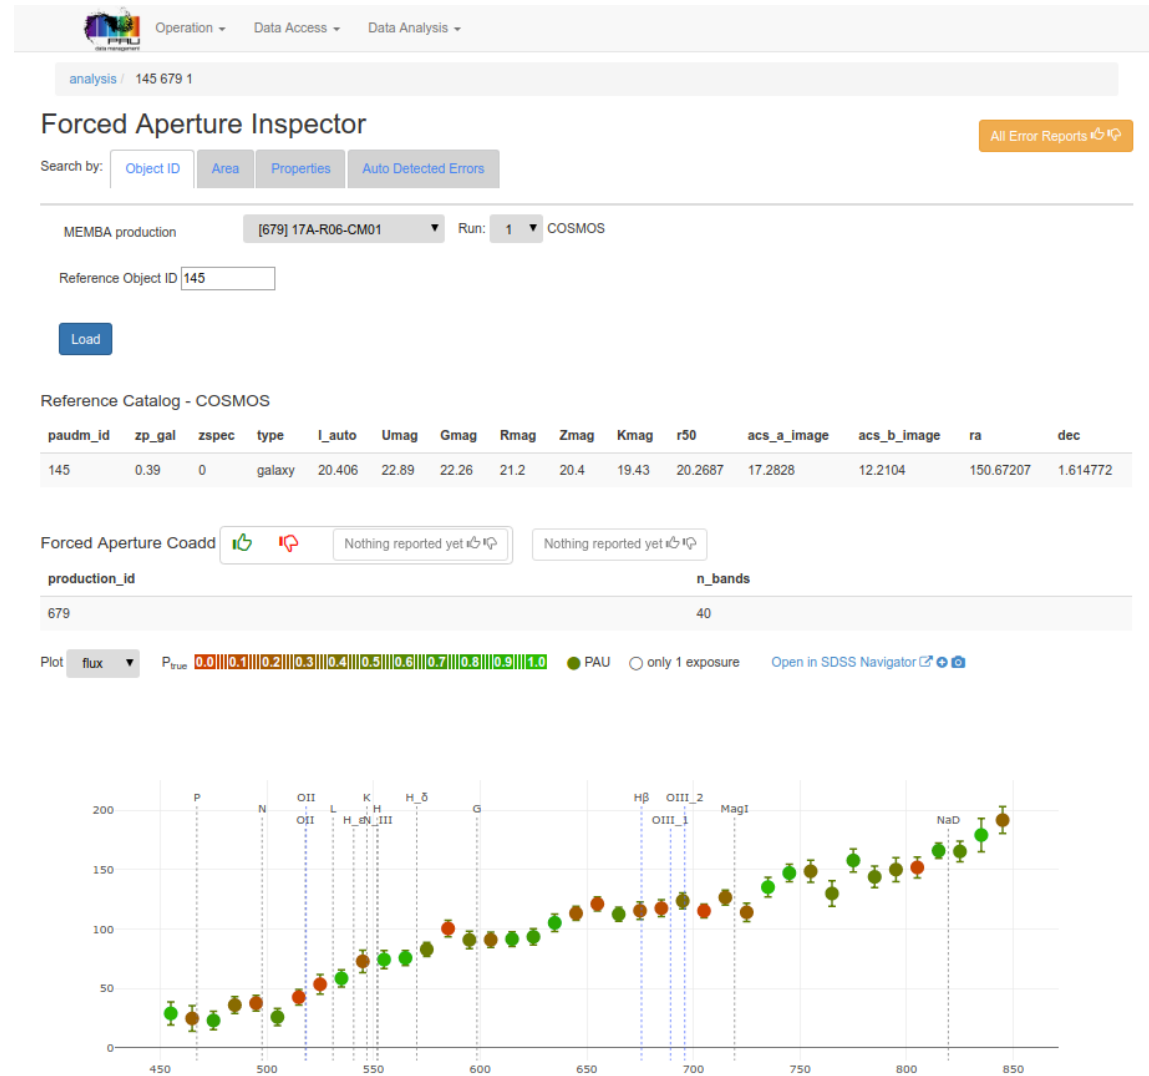 PAU
data management
Operation Data Access Data Analysis
analysis / 145 679 1
Forced Aperture Inspector
All Error Reports
Search by: Object ID Area Properties Auto Detected Errors
MEMBA production [679] 17A-R06-CM01 Run: 1 COSMOS
Reference Object ID 145
Load
Reference Catalog - COSMOS
paudm_id zp_gal zspec type I_auto Umag Gmag Rmag Zmag Kmag r50 acs_a_image acs_b_image ra dec
145 0.39 0 galaxy 20.406 22.89 22.26 21.2 20.4 19.43 20.2687 17.2828 12.2104 150.67207 1.614772
Forced Aperture Coadd Nothing reported yet Nothing reported yet
production_id n_bands
679 40
Plot flux Ptrue 0.0|||0.1|||0.2|||0.3|||0.4|||0.5|||0.6|||0.7|||0.8|||0.9|||1.0 PAU only 1 exposure Open in SDSS Navigator
P OII K H_δ Hβ OIII_2
N H G MagI
OII L H_ε N_III OIII_1 NaD
200
150
100
50
0
450 500 550 600 650 700 750 800 850